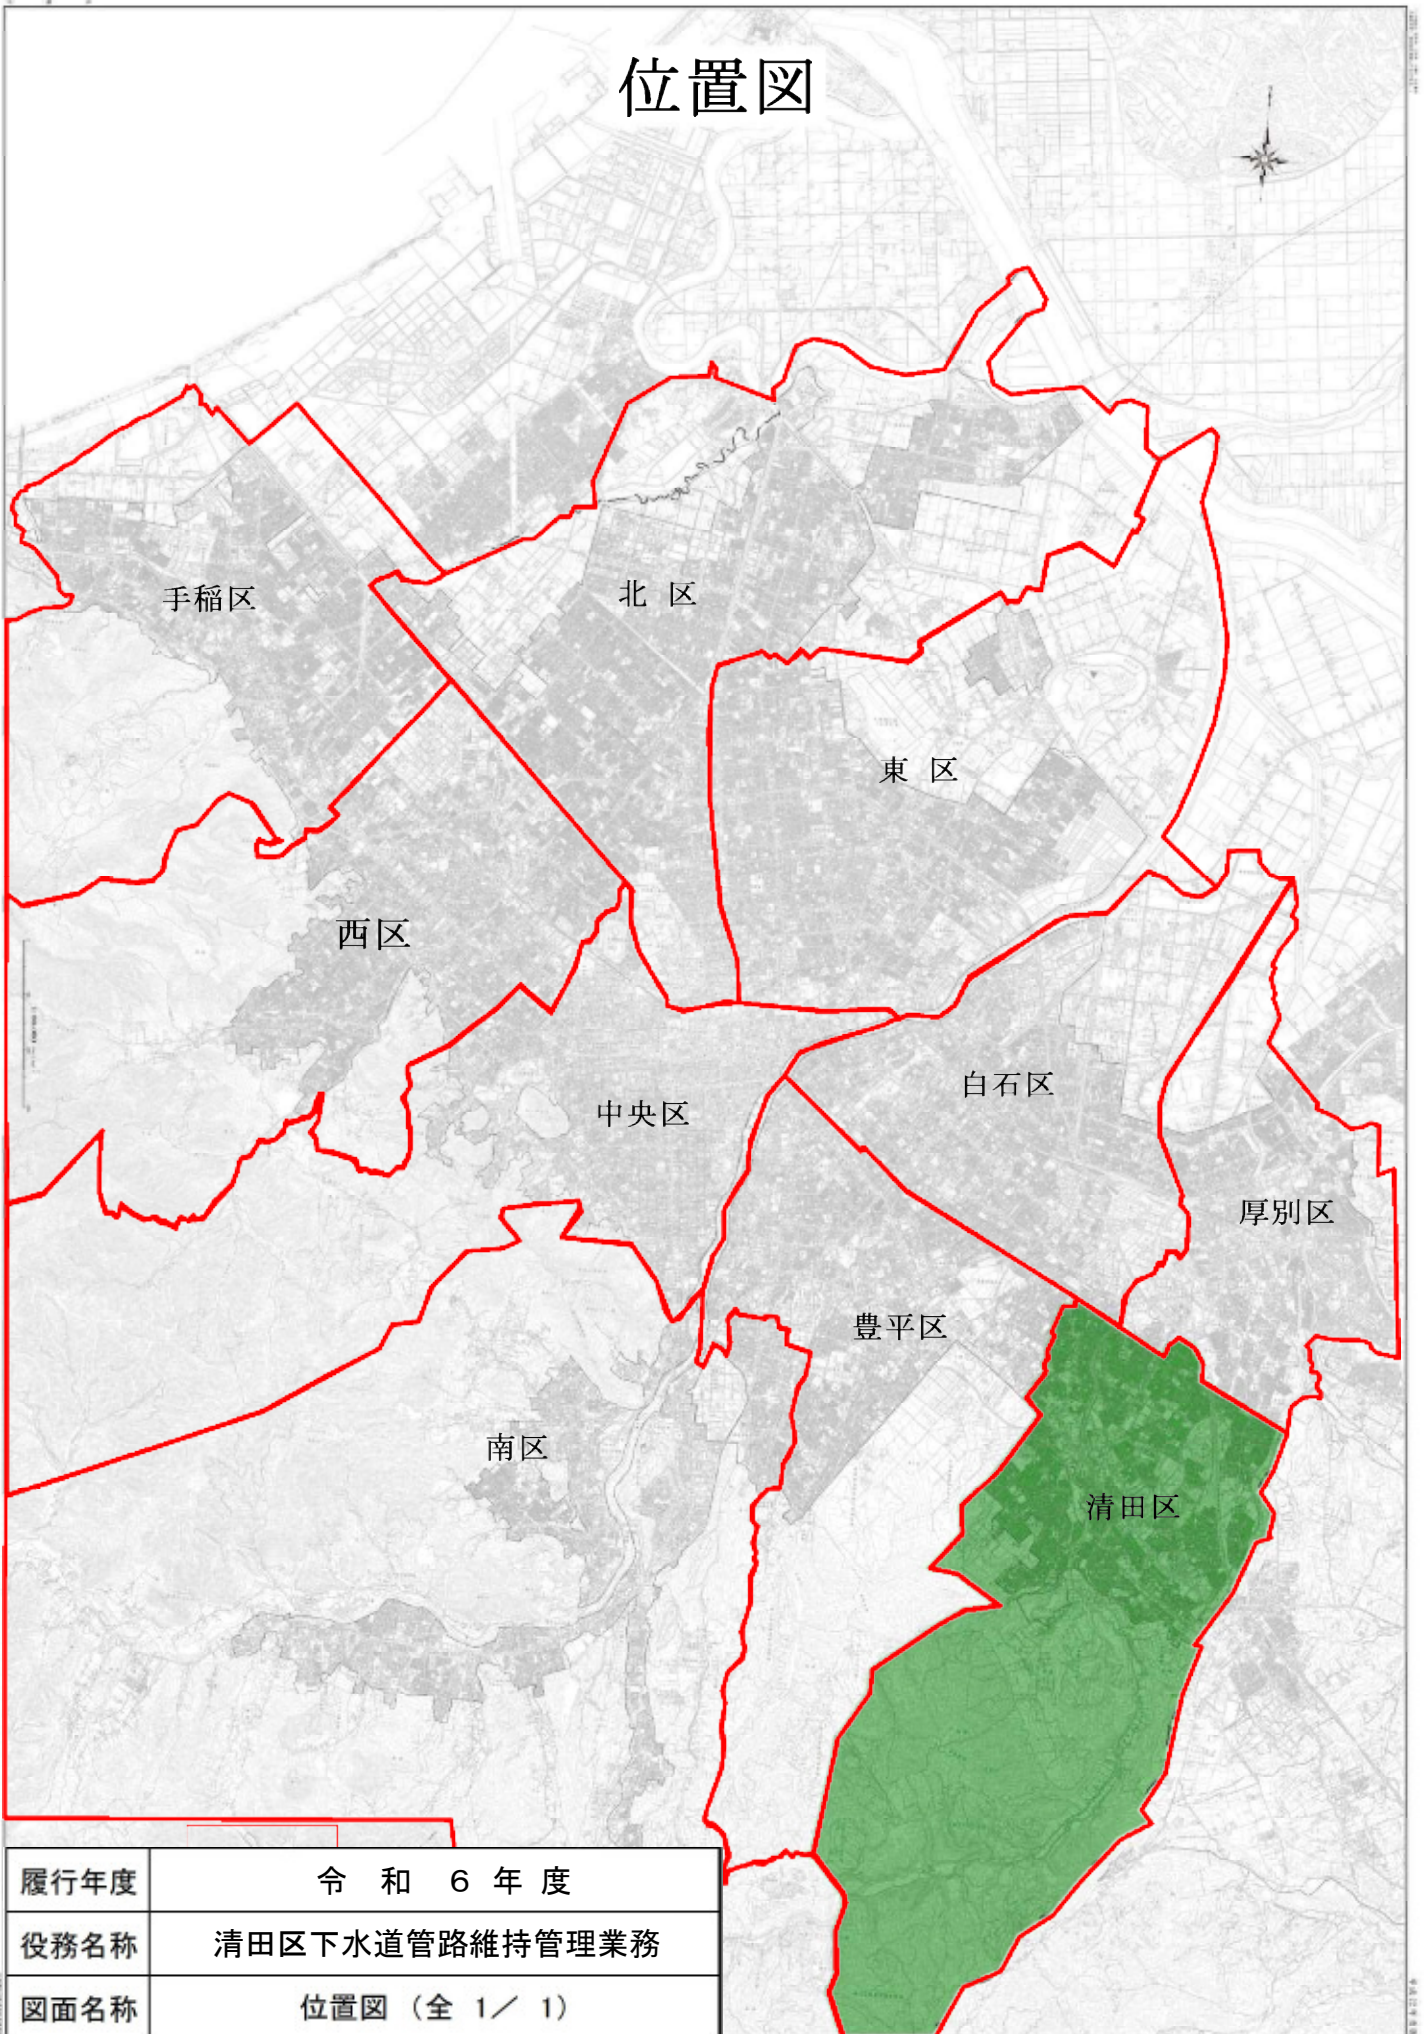 位置図
手稲区
北 区
東 区
西区
中央区
白石区
厚別区
豊平区
南区
清田区
履行年度 令 和 6 年 度
役務名称 清田区下水道管路維持管理業務
図面名称 位置図 (全 1/ 1)